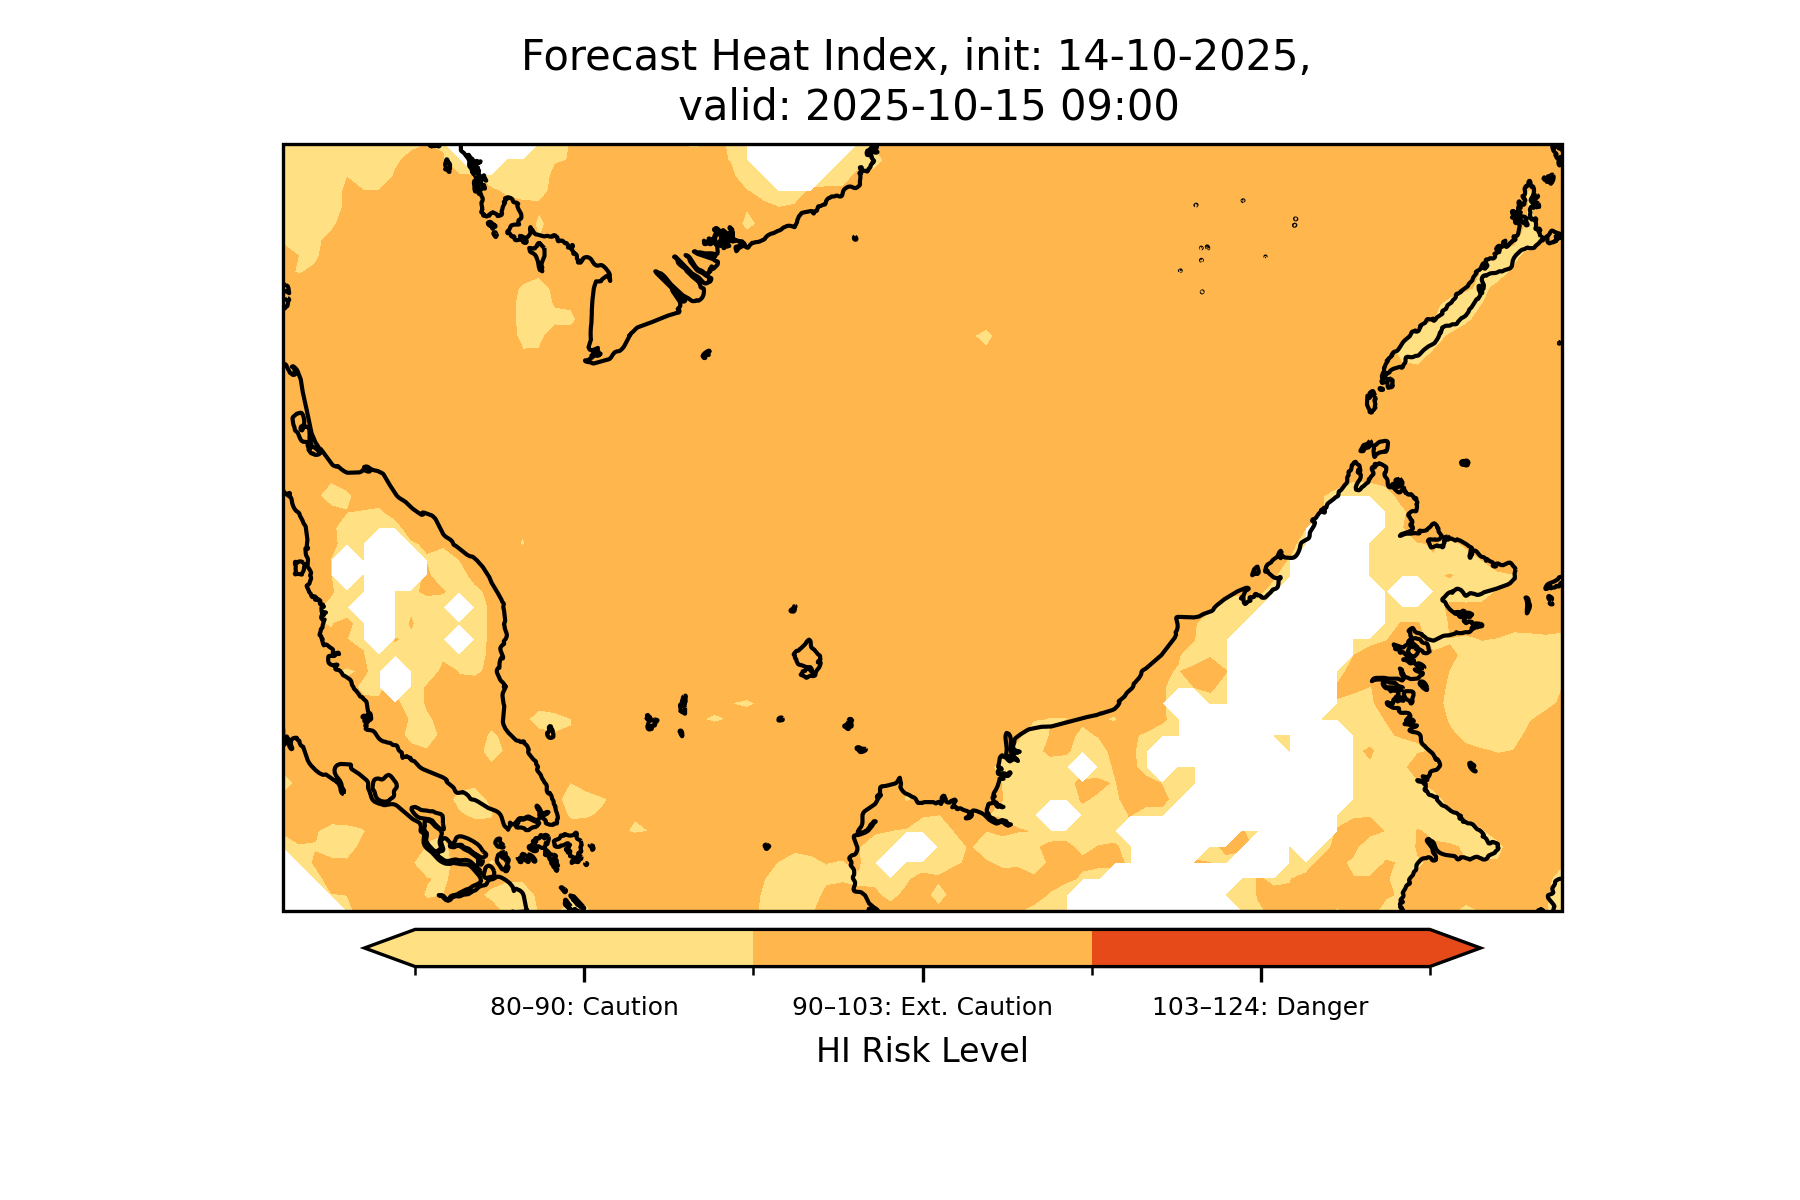 Forecast Heat Index, init: 14-10-2025,
valid: 2025-10-15 09:00
80–90: Caution
90–103: Ext. Caution
103–124: Danger
HI Risk Level